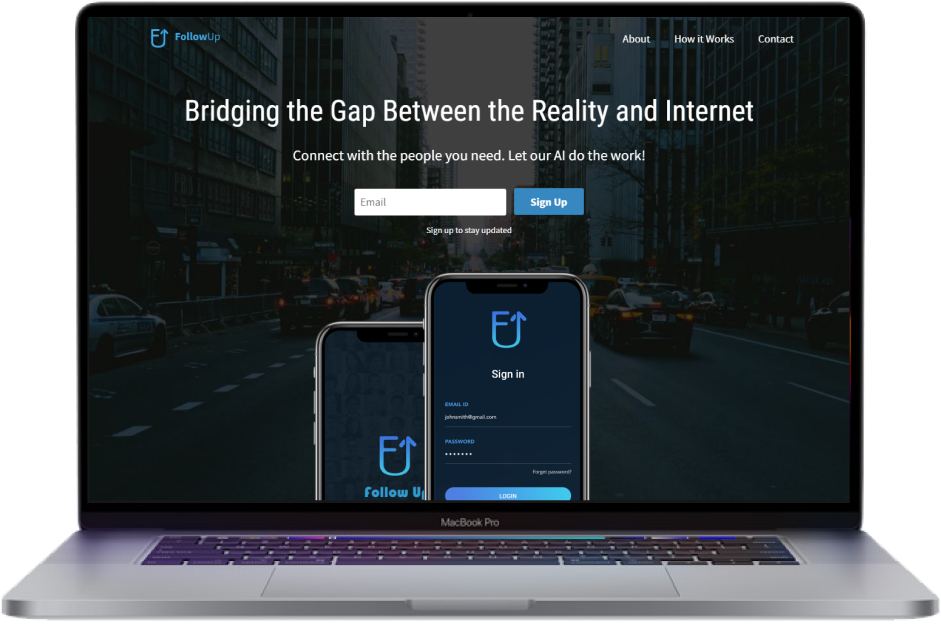 FollowUp
About How it Works Contact
Bridging the Gap Between the Reality and Internet
Connect with the people you need. Let our AI do the work!
Email Sign Up
Sign up to stay updated
Sign in
EMAIL ID
johnsmith@gmail.com
PASSWORD
Forget password?
LOGIN
Follow U
MacBook Pro